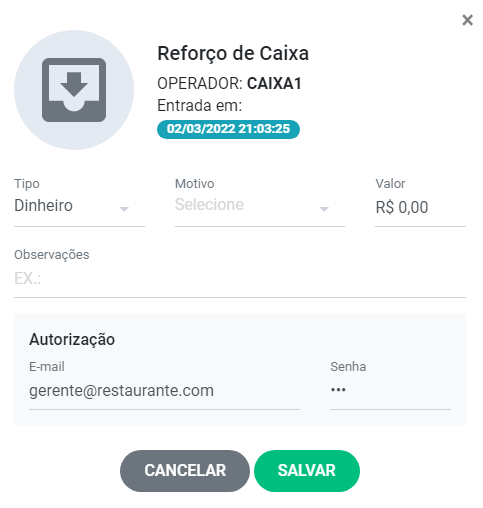 ×
Reforço de Caixa
OPERADOR: CAIXA1
Entrada em:
02/03/2022 21:03:25
Tipo Motivo Valor
Dinheiro Selecione R$ 0,00
Observações
EX.:
Autorização
E-mail Senha
gerente@restaurante.com •••
CANCELAR SALVAR